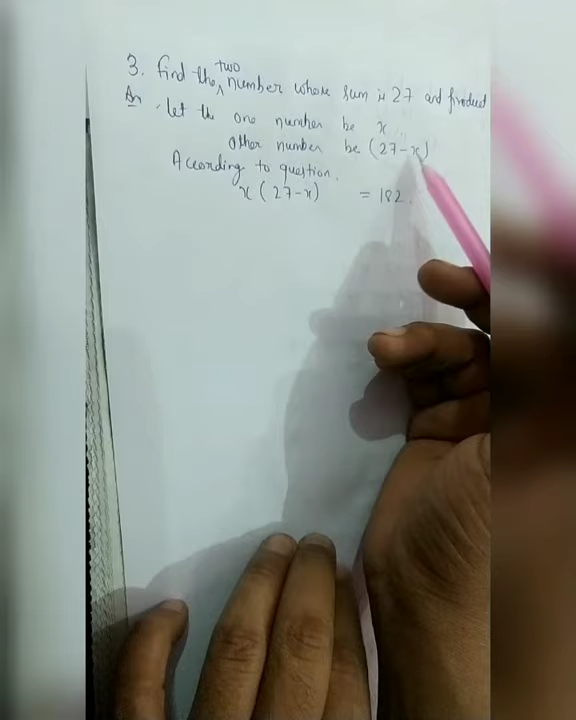 3. Find the two number whose sum is 27 and product
An . let the one number be x
Other number be (27-x)
According to question.
x (27-x) = 182.